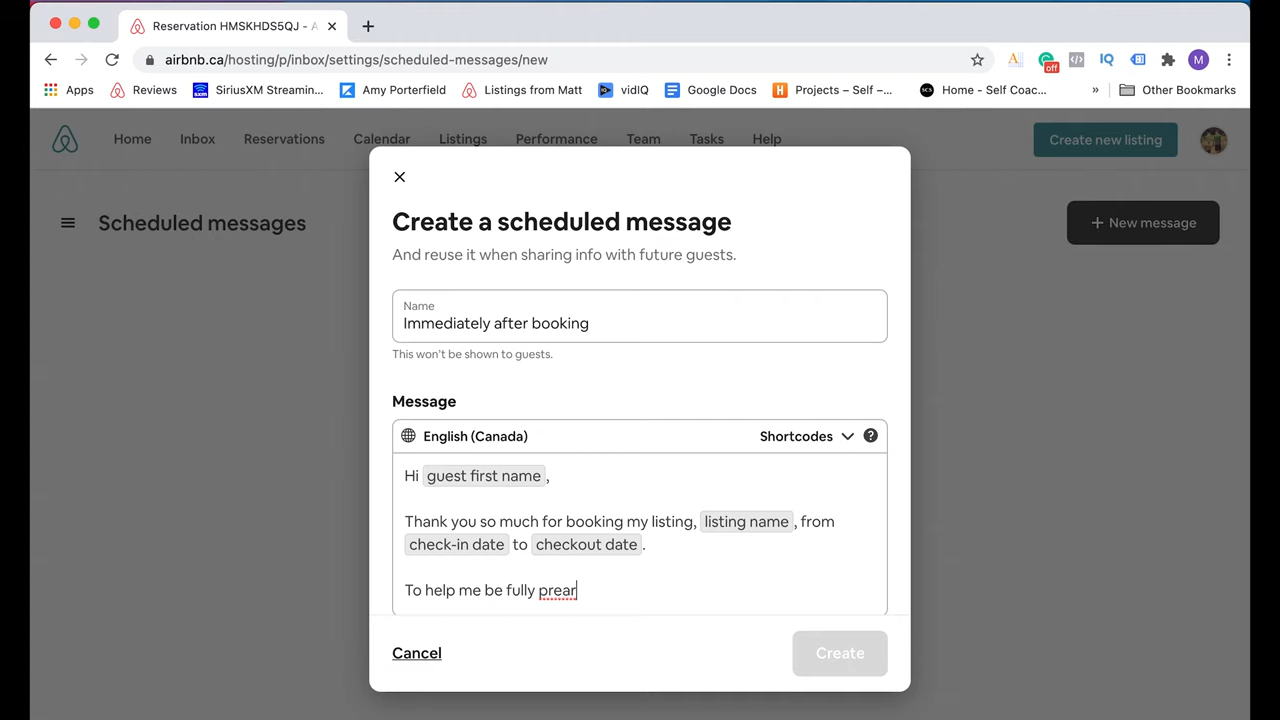 Reservation HMSKHDS5QJ - A
airbnb.ca/hosting/p/inbox/settings/scheduled-messages/new
off
IQ
M
Apps
Reviews
SiriusXM Streamin...
Amy Porterfield
Listings from Matt
vidIQ
Google Docs
Projects – Self –...
Home - Self Coac...
»
Other Bookmarks
Home
Inbox
Reservations
Calendar
Listings
Performance
Team
Tasks
Help
Create new listing
Scheduled messages
+ New message
Create a scheduled message
And reuse it when sharing info with future guests.
Name
Immediately after booking
This won't be shown to guests.
Message
English (Canada)
Shortcodes
?
Hi guest first name,
Thank you so much for booking my listing, listing name, from
check-in date to checkout date.
To help me be fully prear
Cancel
Create